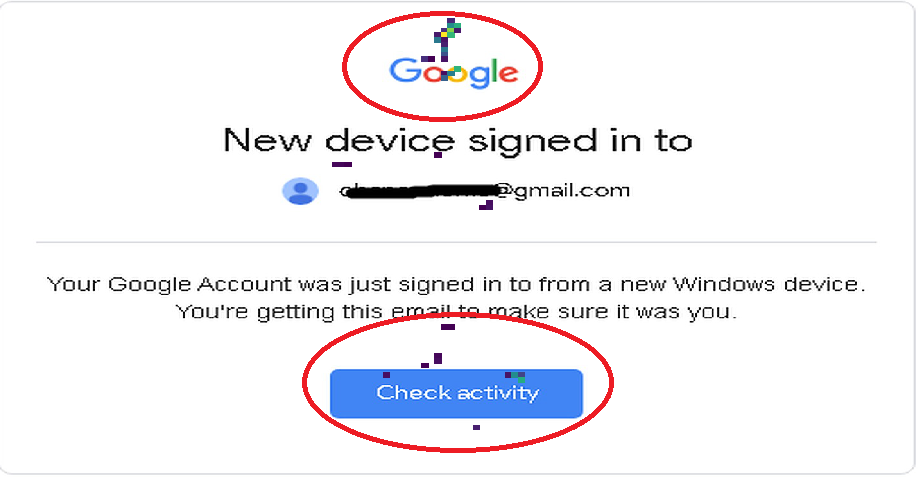 Google
New device signed in to
@gmail.com
Your Google Account was just signed in to from a new Windows device.
You're getting this email to make sure it was you.
Check activity